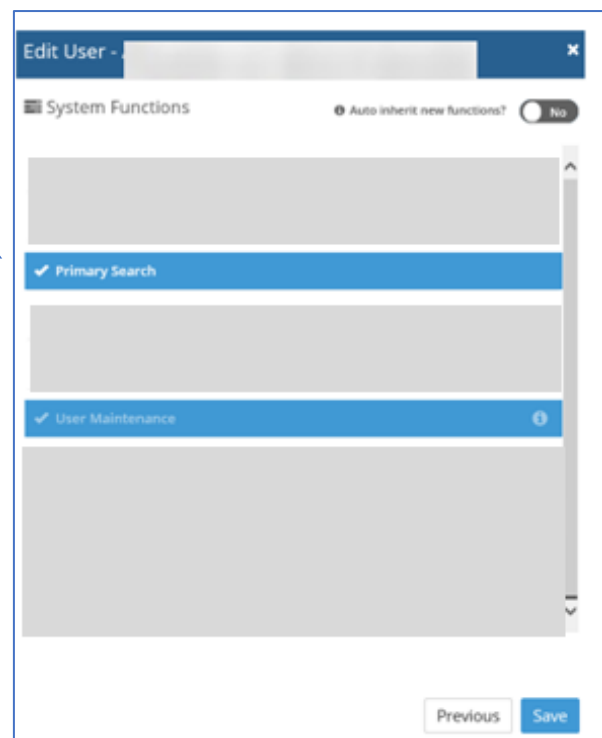 Edit User -
System Functions
Auto inherit new functions? No
Primary Search
User Maintenance
Previous Save